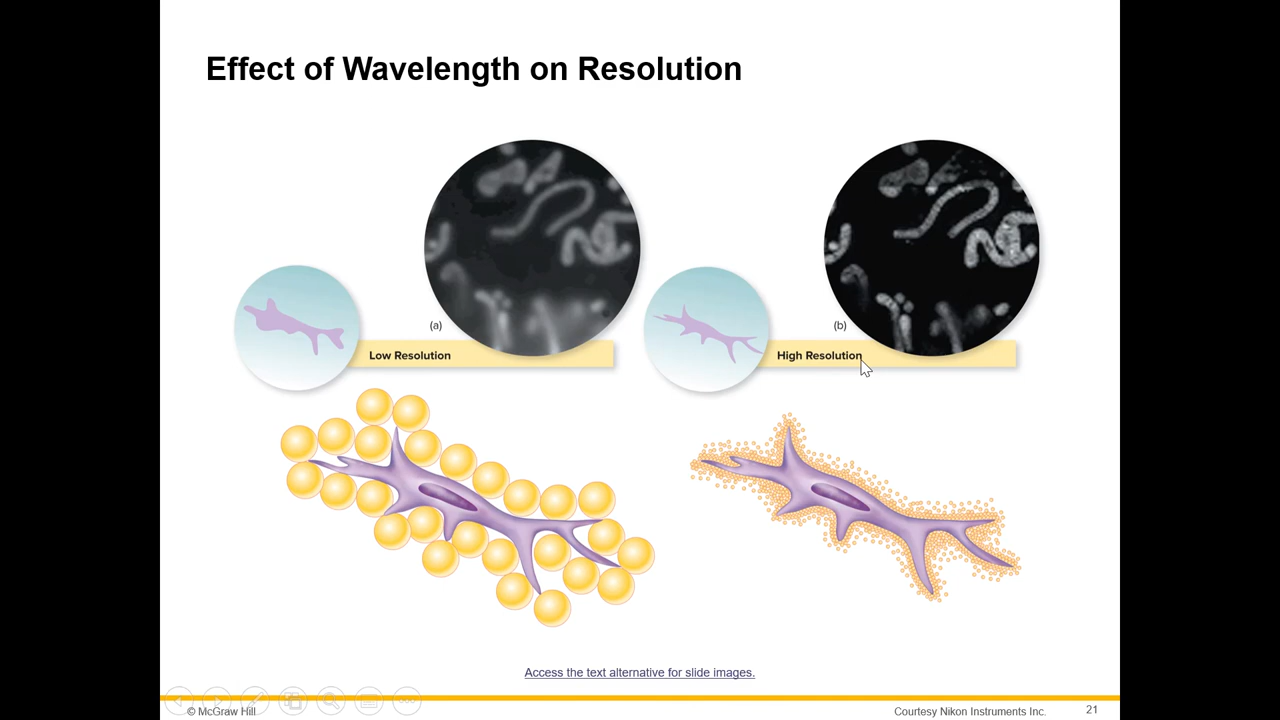 Effect of Wavelength on Resolution
(a)
Low Resolution
(b)
High Resolution
Access the text alternative for slide images.
© McGraw Hill
Courtesy Nikon Instruments Inc.
21